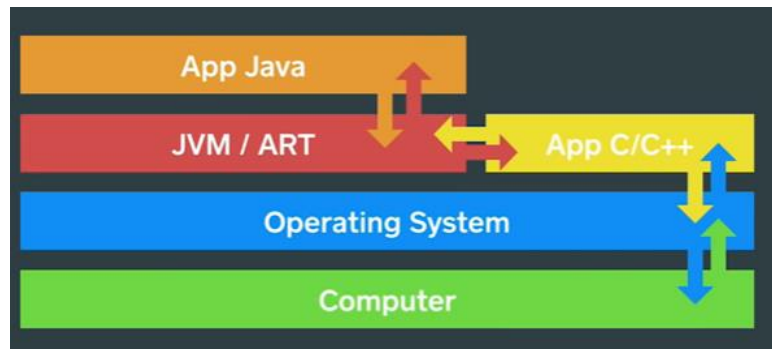 App Java
JVM / ART
App C/C++
Operating System
Computer